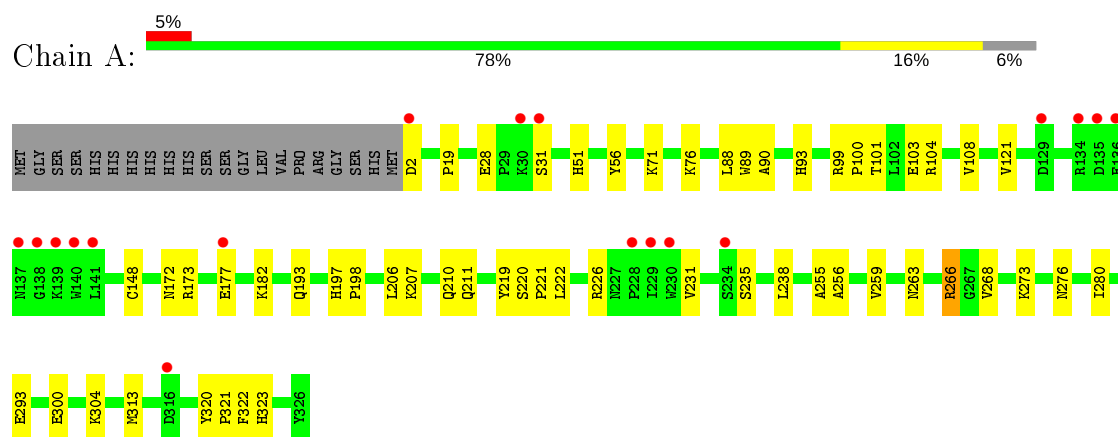 5%
Chain A:
78% 16% 6%
MET GLY SER SER HIS HIS HIS HIS HIS HIS SER SER GLY LEU VAL PRO ARG GLY SER HIS MET D2 P19 E28 P29 K30 S31 H51 Y56 K71 K76 L88 W89 A90 H93 R99 P100 T101 L102 E103 R104 V108 V121 D129 R134 D135
N137 G138 K139 W140 L141 C148 N172 R173 E177 K182 Q193 H197 P198 L206 K207 Q210 Q211 Y219 S220 P221 L222 R226 N227 P228 I229 W230 V231 S234 S235 L238 A255 A256 V259 N263 R266 G267 V268 K273 N276 I280
E293 E300 K304 M313 D316 Y320 P321 F322 H323 Y326